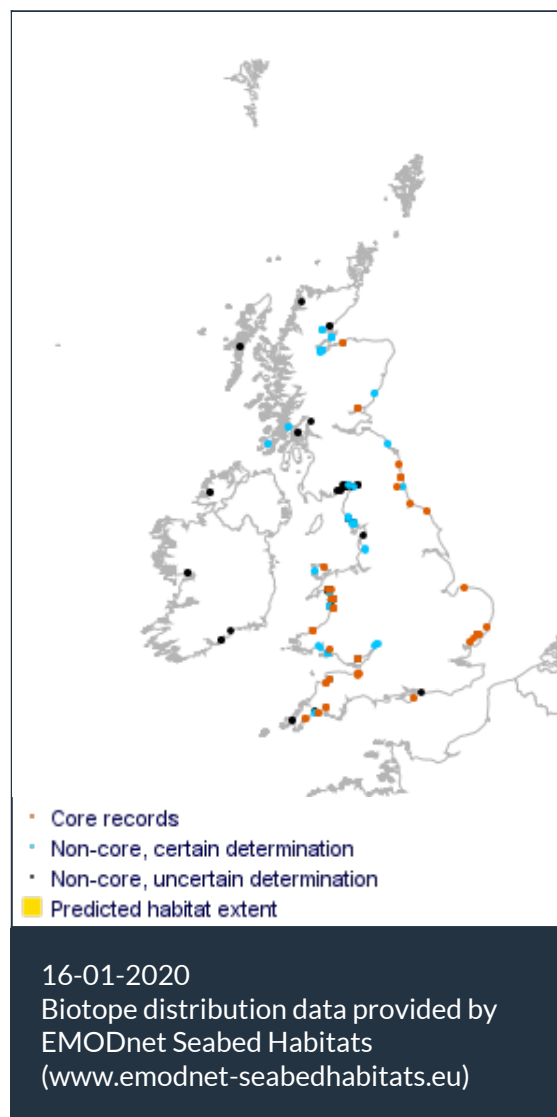 Core records
Non-core, certain determination
Non-core, uncertain determination
Predicted habitat extent
16-01-2020
Biotope distribution data provided by
EMODnet Seabed Habitats
(www.emodnet-seabedhabitats.eu)